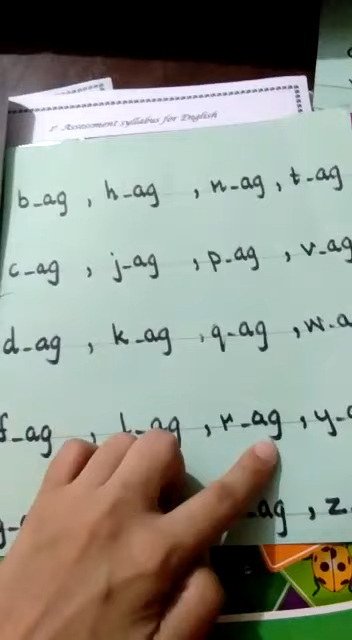 1st Assessment syllabus for English
b-ag, h-ag, n-ag, t-ag
c-ag, j-ag, p-ag, v-ag
d-ag, k-ag, q-ag, w-a
f-ag, l-ag, r-ag, y-a
-ag, z